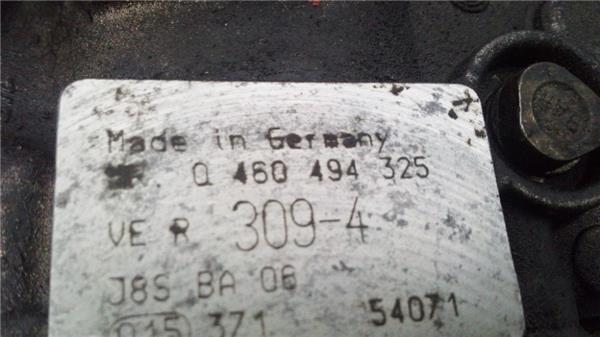 Made in Germany
0 460 494 325
VE R 309-4
J8S BA 06
015 371 54071